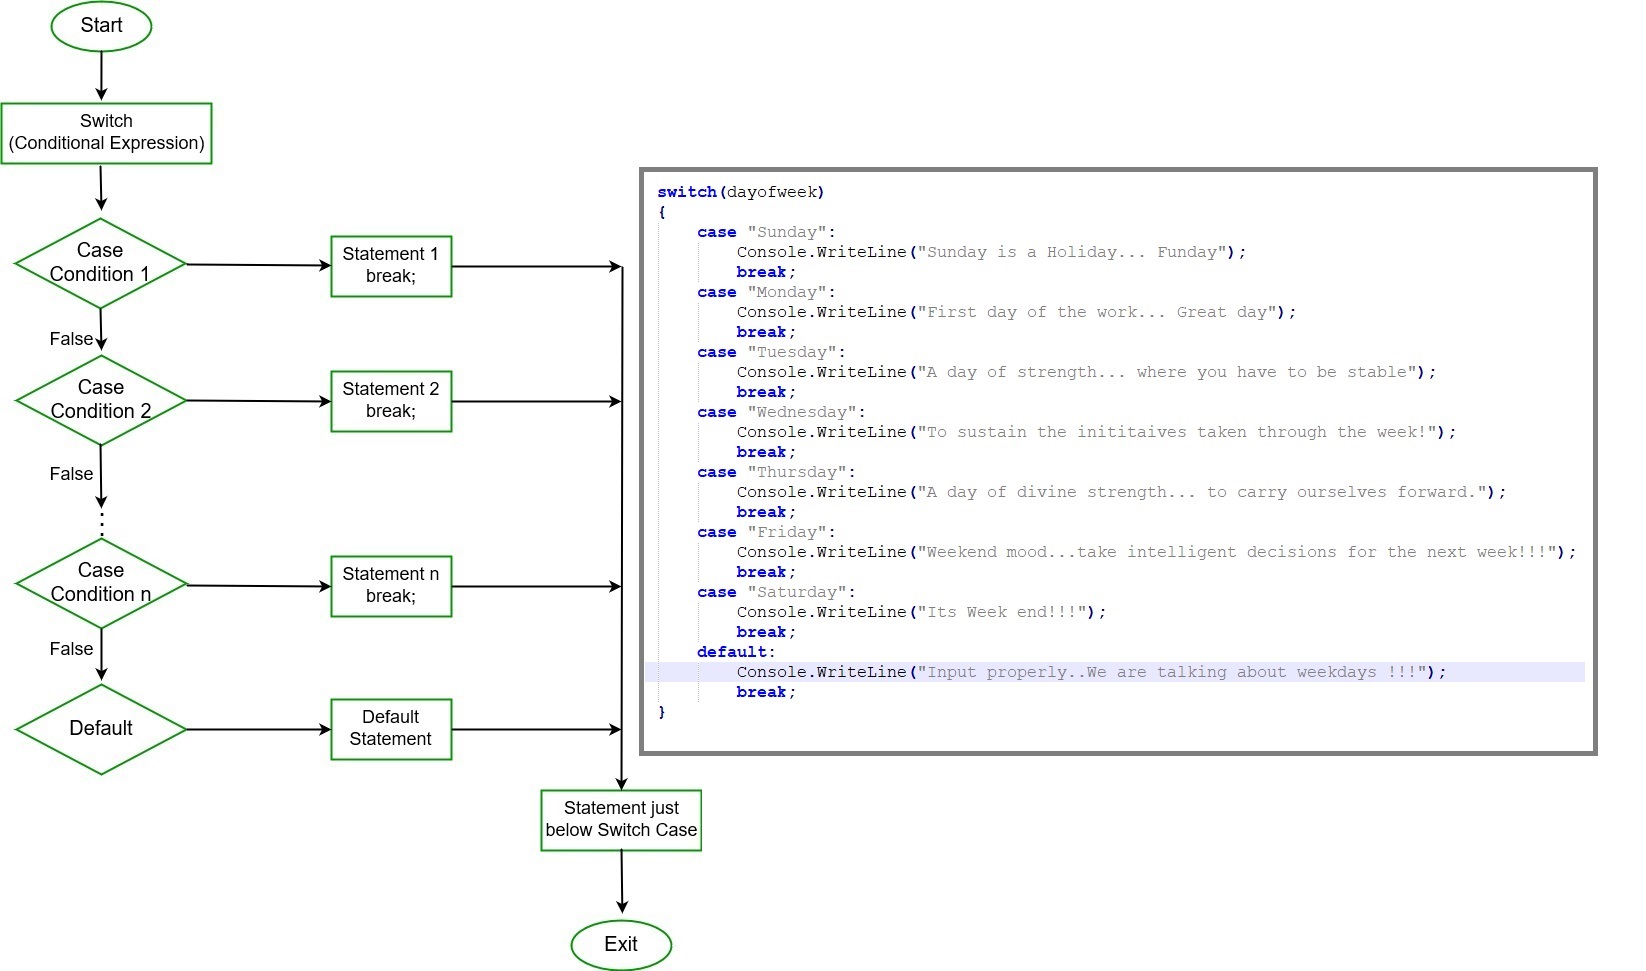 Start
Switch
(Conditional Expression)
Case
Condition 1
Statement 1
break;
False
Case
Condition 2
Statement 2
break;
False
Case
Condition n
Statement n
break;
False
Default
Default
Statement
Statement just
below Switch Case
Exit
switch(dayofweek)
{
case "Sunday":
Console.WriteLine("Sunday is a Holiday... Funday");
break;
case "Monday":
Console.WriteLine("First day of the work... Great day");
break;
case "Tuesday":
Console.WriteLine("A day of strength... where you have to be stable");
break;
case "Wednesday":
Console.WriteLine("To sustain the inititaives taken through the week!");
break;
case "Thursday":
Console.WriteLine("A day of divine strength... to carry ourselves forward.");
break;
case "Friday":
Console.WriteLine("Weekend mood...take intelligent decisions for the next week!!!");
break;
case "Saturday":
Console.WriteLine("Its Week end!!!");
break;
default:
Console.WriteLine("Input properly..We are talking about weekdays !!!");
break;
}